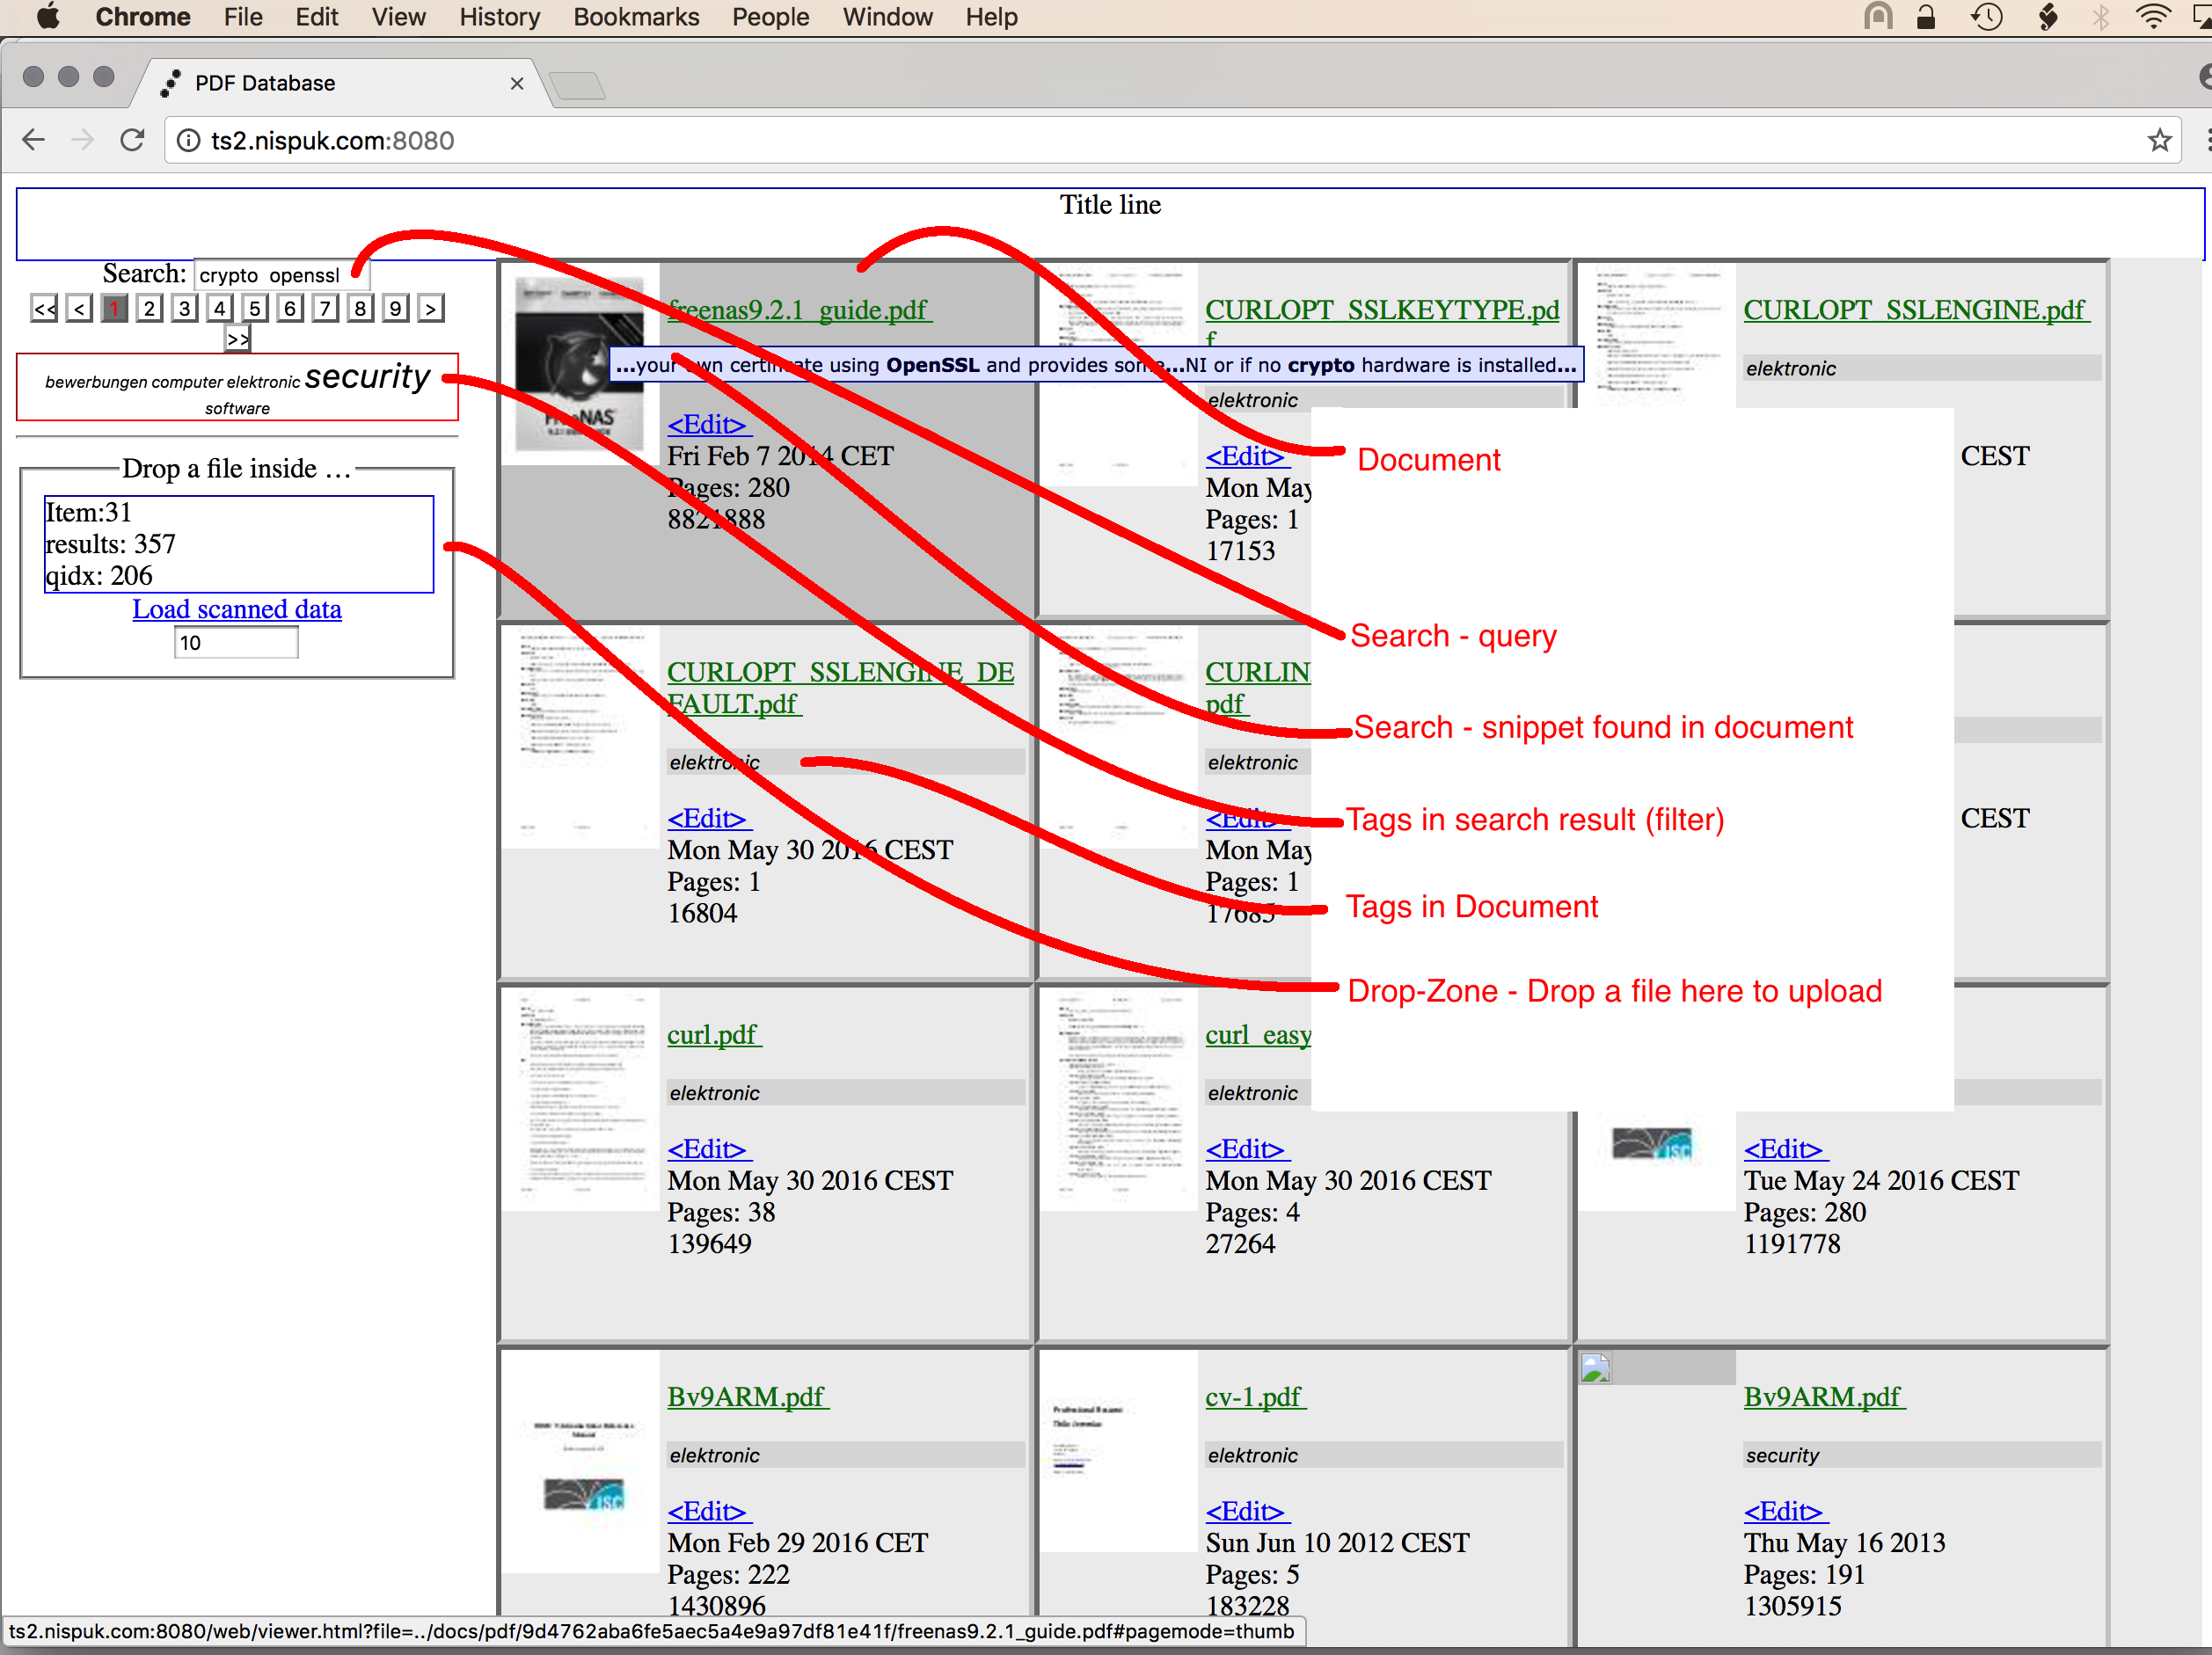 Chrome File Edit View History Bookmarks People Window Help
PDF Database
ts2.nispuk.com:8080
Title line
Search: crypto openssl
<< < 1 2 3 4 5 6 7 8 9 >
>>
bewerbungen computer elektronic security
software
Drop a file inside ...
Item:31
results: 357
qidx: 206
Load scanned data
10
freenas9.2.1_guide.pdf
...your own certificate using OpenSSL and provides some...NI or if no crypto hardware is installed...
FreeNAS
<Edit>
Fri Feb 7 2014 CET
Pages: 280
8821888
CURLOPT_SSLKEYTYPE.pd
f
elektronic
<Edit>
Mon May
Pages: 1
17153
CURLOPT_SSLENGINE.pdf
elektronic
CEST
CURLOPT_SSLENGINE_DE
FAULT.pdf
elektronic
<Edit>
Mon May 30 2016 CEST
Pages: 1
16804
CURLIN
pdf
elektronic
<Edit>
Mon May
Pages: 1
17685
CEST
Document
Search - query
Search - snippet found in document
Tags in search result (filter)
Tags in Document
Drop-Zone - Drop a file here to upload
curl.pdf
elektronic
<Edit>
Mon May 30 2016 CEST
Pages: 38
139649
curl_easy
elektronic
<Edit>
Mon May 30 2016 CEST
Pages: 4
27264
ISC
<Edit>
Tue May 24 2016 CEST
Pages: 280
1191778
Bv9ARM.pdf
elektronic
ISC
<Edit>
Mon Feb 29 2016 CET
Pages: 222
1430896
cv-1.pdf
elektronic
<Edit>
Sun Jun 10 2012 CEST
Pages: 5
183228
Bv9ARM.pdf
security
<Edit>
Thu May 16 2013
Pages: 191
1305915
ts2.nispuk.com:8080/web/viewer.html?file=../docs/pdf/9d4762aba6fe5aec5a4e9a97df81e41f/freenas9.2.1_guide.pdf#pagemode=thumb